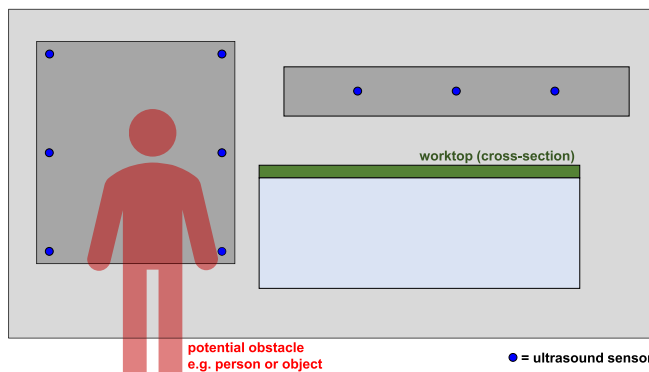 worktop (cross-section)
potential obstacle
e.g. person or object
= ultrasound sensor